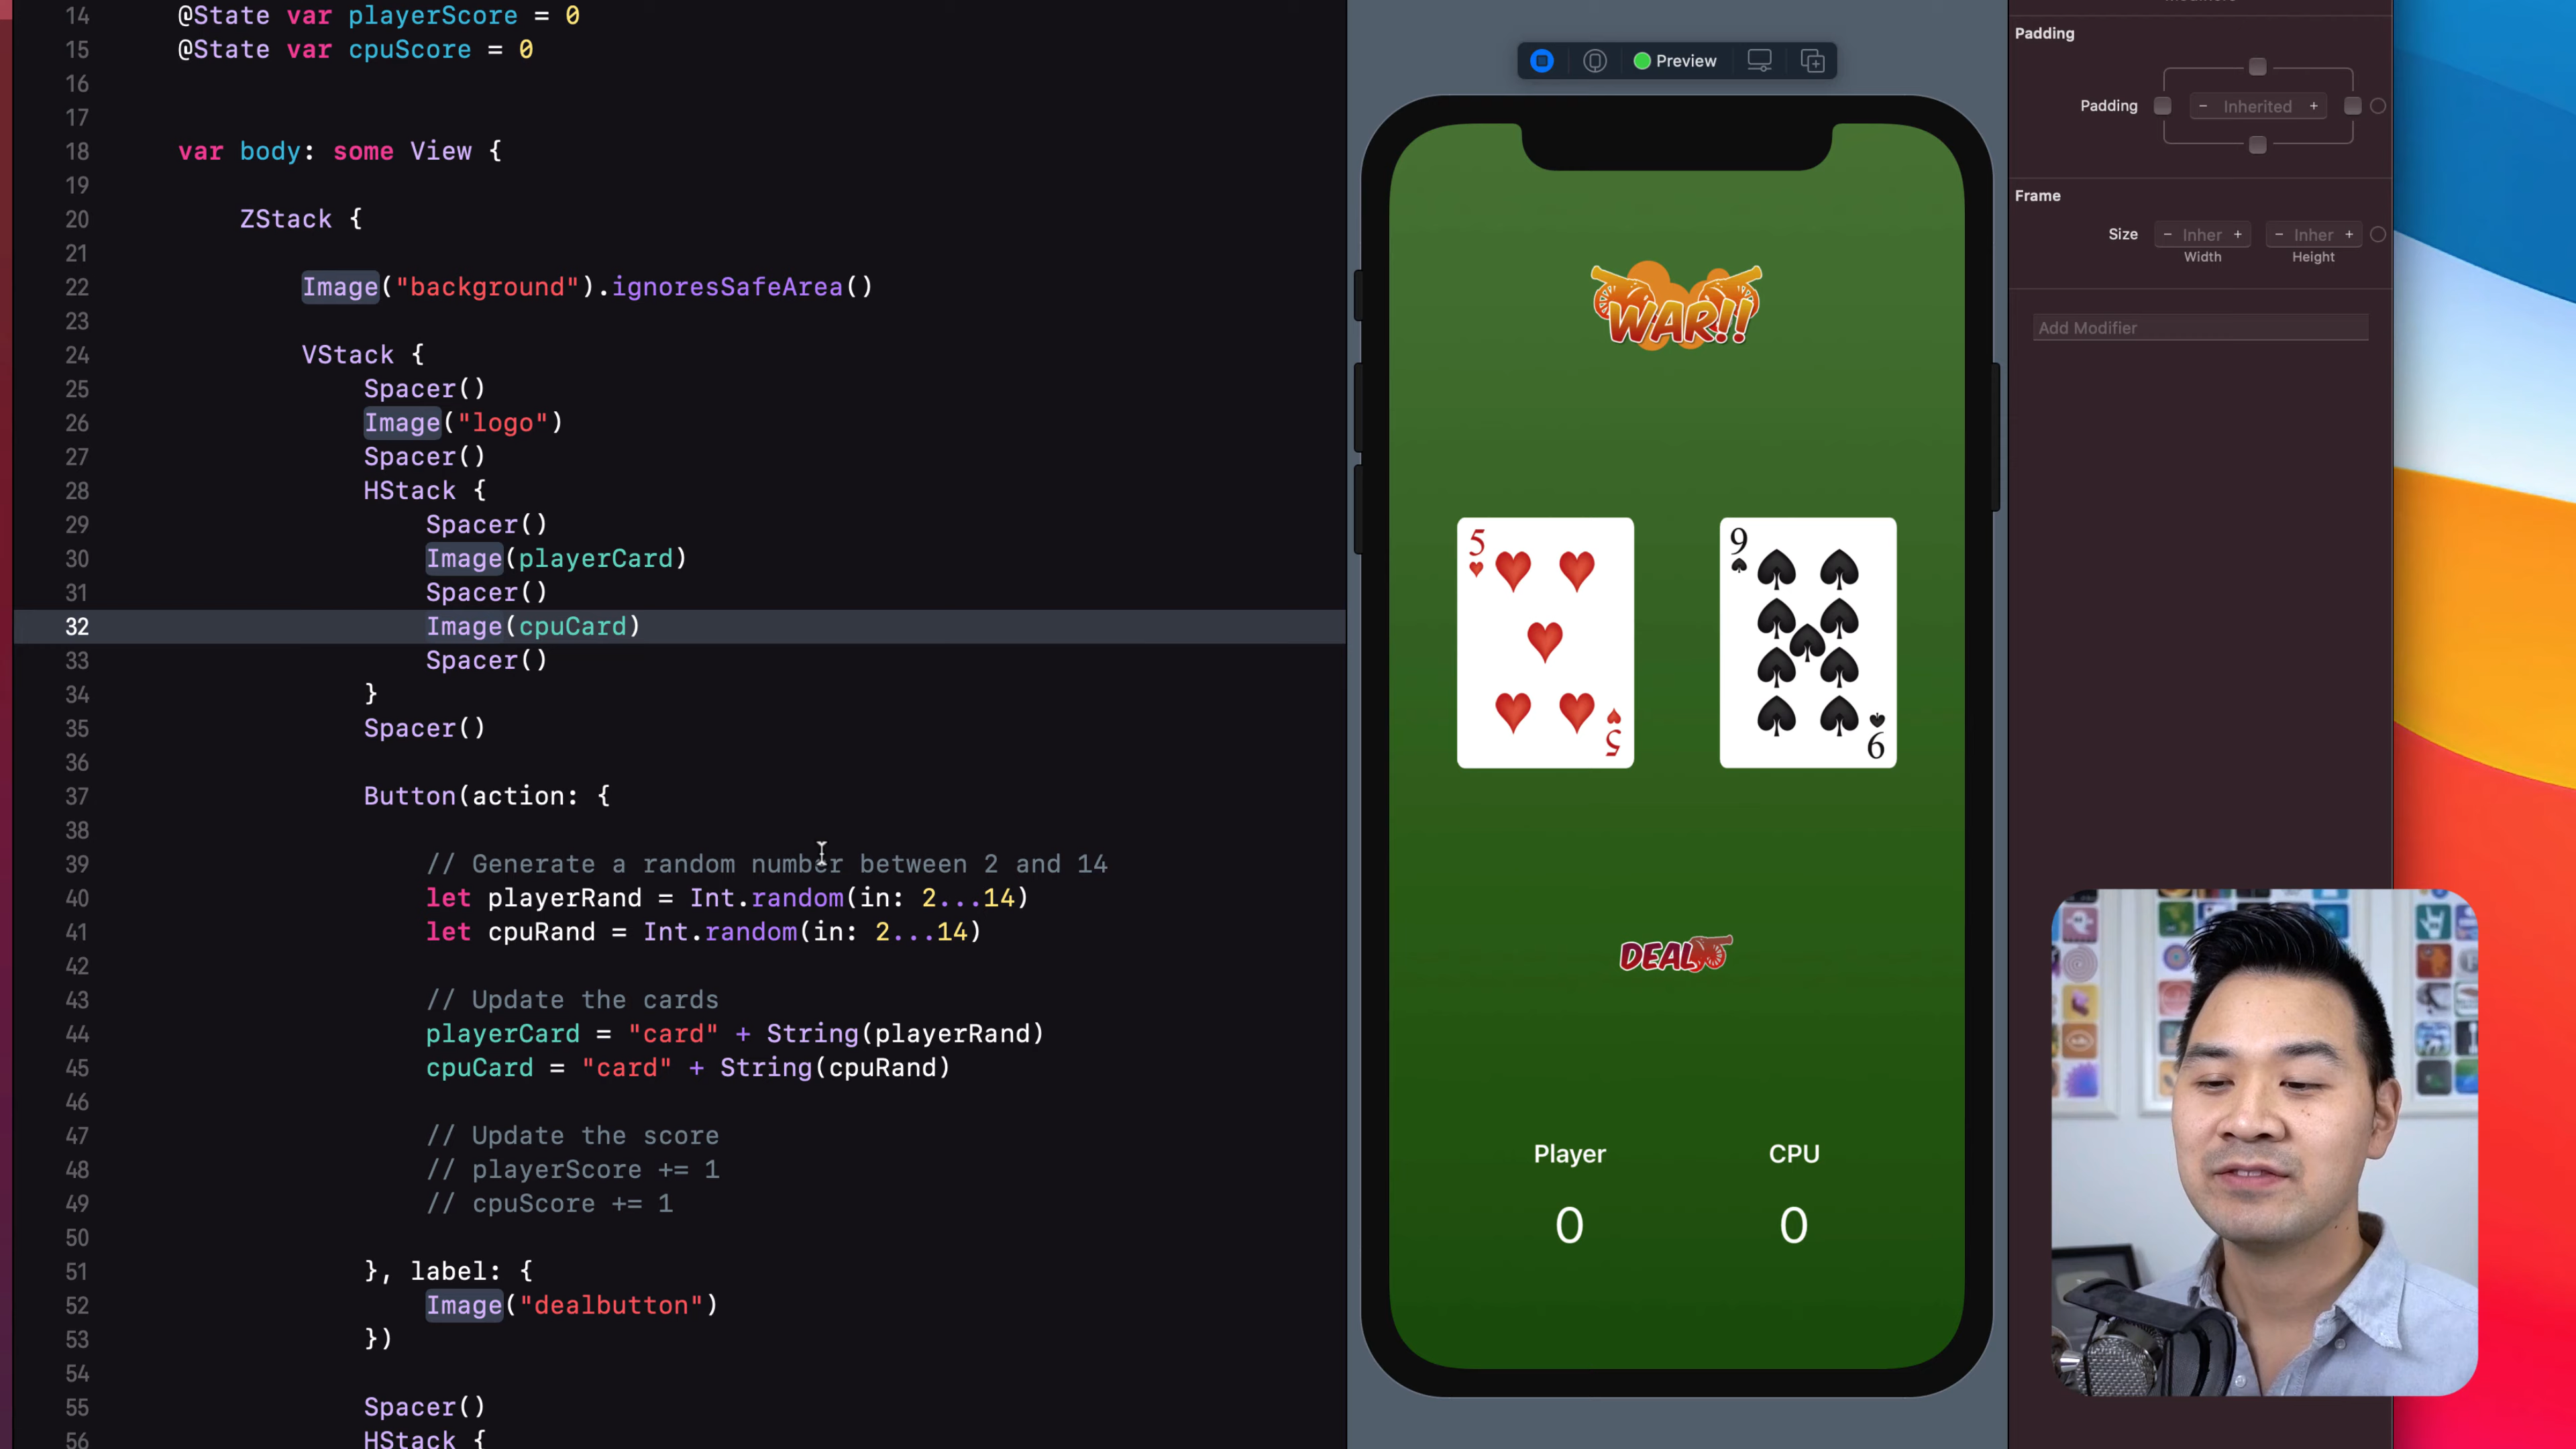 14 @State var playerScore = 0
15 @State var cpuScore = 0
16
17
18 var body: some View {
19
20 ZStack {
21
22 Image("background").ignoresSafeArea()
23
24 VStack {
25 Spacer()
26 Image("logo")
27 Spacer()
28 HStack {
29 Spacer()
30 Image(playerCard)
31 Spacer()
32 Image(cpuCard)
33 Spacer()
34 }
35 Spacer()
36
37 Button(action: {
38
39 // Generate a random number between 2 and 14
40 let playerRand = Int.random(in: 2...14)
41 let cpuRand = Int.random(in: 2...14)
42
43 // Update the cards
44 playerCard = "card" + String(playerRand)
45 cpuCard = "card" + String(cpuRand)
46
47 // Update the score
48 // playerScore += 1
49 // cpuScore += 1
50
51 }, label: {
52 Image("dealbutton")
53 })
54
55 Spacer()
56 HStack {
Preview
WAR!!
5 9
5 9
DEAL
Player CPU
0 0
Padding
Padding - Inherited +
Frame
Size - Inher + - Inher +
Width Height
Add Modifier